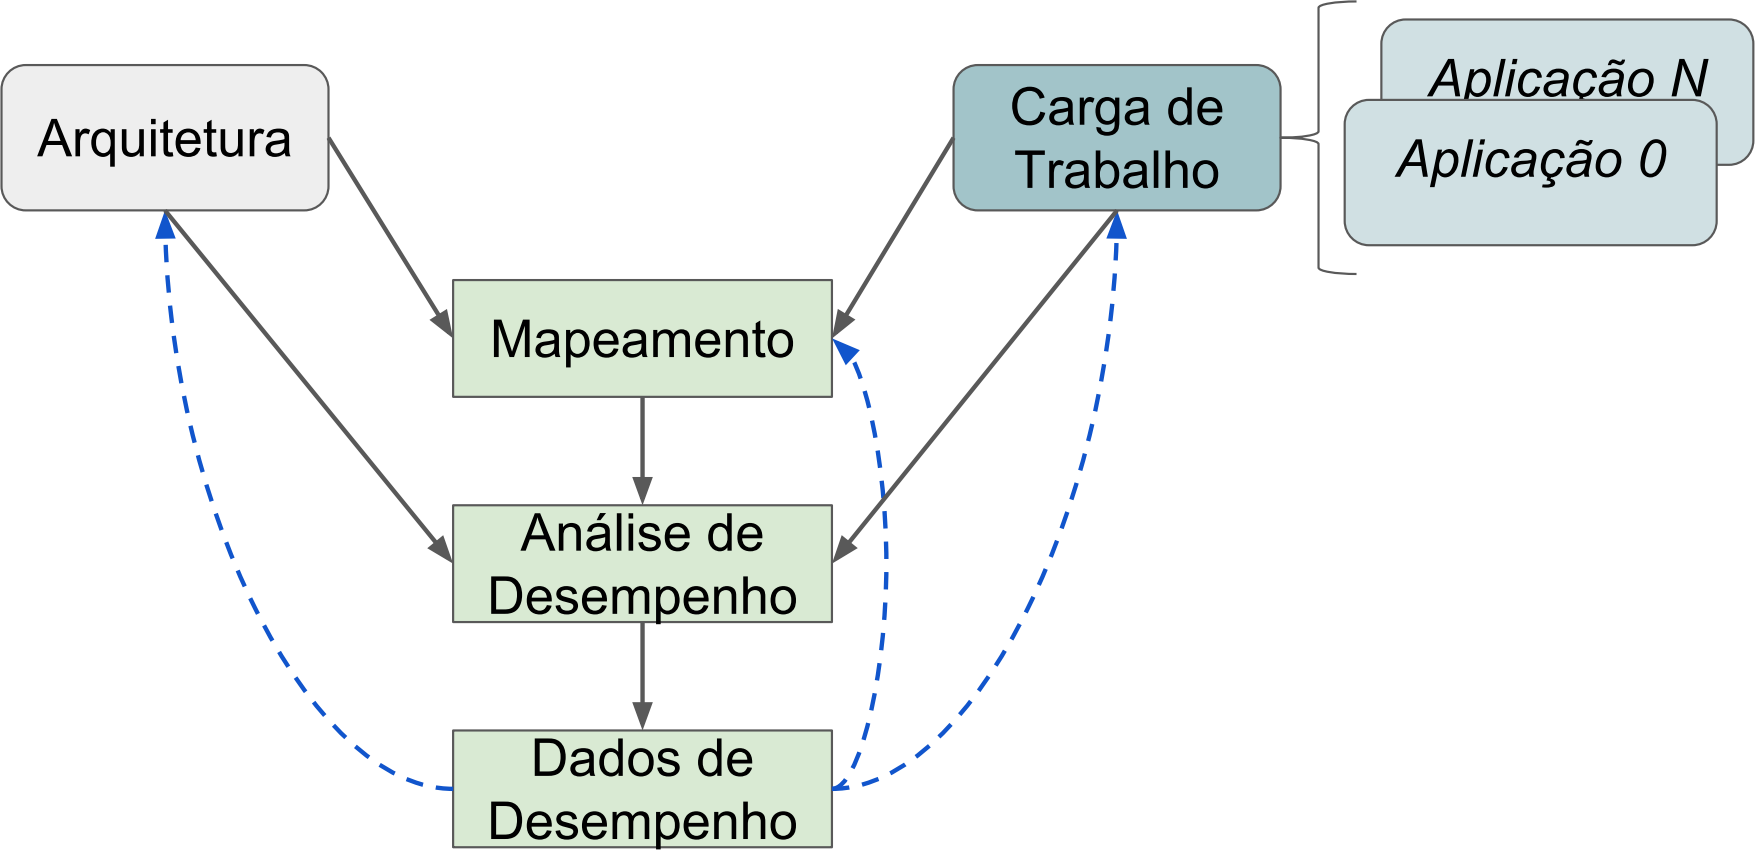 Arquitetura
Carga de
Trabalho
Aplicação N
Aplicação 0
Mapeamento
Análise de
Desempenho
Dados de
Desempenho